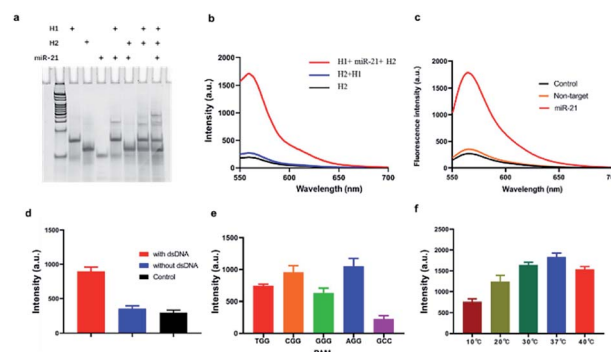 a
H1 + + + +
H2 + + + +
miR-21 + + + +
b
2000
1500
1000
500
0
550 600 650 700
Intensity (a.u.)
Wavelength (nm)
H1+ miR-21+ H2
H2+H1
H2
c
2000
1500
1000
500
0
550 600 650 700
Fluorescence intensity (a.u.)
Wavelength (nm)
Control
Non-target
miR-21
d
1500
1000
500
0
Intensity (a.u.)
with dsDNA
without dsDNA
Control
e
1500
1000
500
0
Intensity (a.u.)
TGG CGG GGG AGG GCC
f
2500
2000
1500
1000
500
0
Intensity (a.u.)
10℃ 20℃ 30℃ 37℃ 40℃